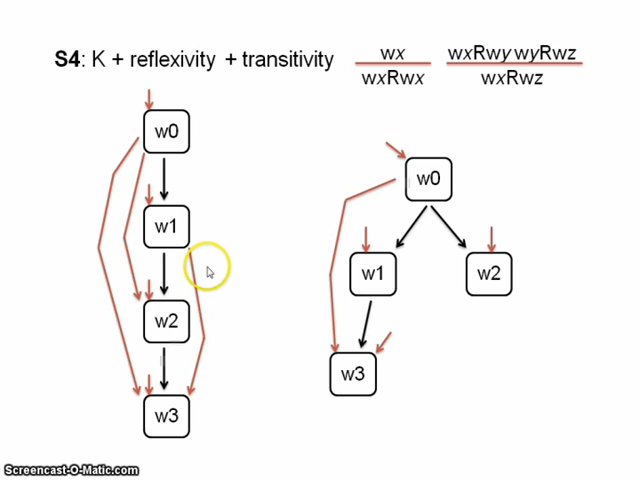 S4: K + reflexivity + transitivity
wx
wxRwx
wxRwy wyRwz
wxRwz
w0
w1
w2
w3
w0
w1
w2
w3
Screencast-O-Matic.com